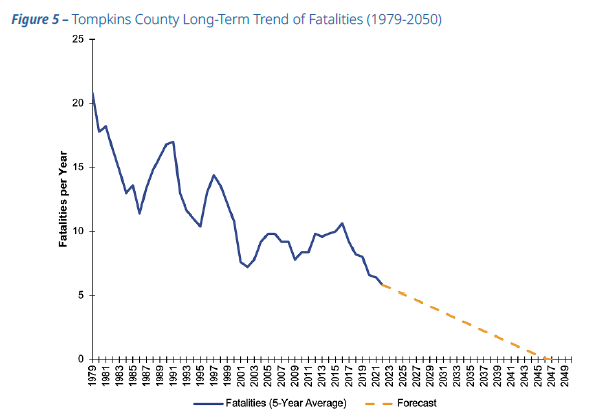 Figure 5 – Tompkins County Long-Term Trend of Fatalities (1979-2050)
25
20
15
10
5
0
Fatalities per Year
1979 1981 1983 1985 1987 1989 1991 1993 1995 1997 1999 2001 2003 2005 2007 2009 2011 2013 2015 2017 2019 2021 2023 2025 2027 2029 2031 2033 2035 2037 2039 2041 2043 2045 2047 2049
Fatalities (5-Year Average) Forecast